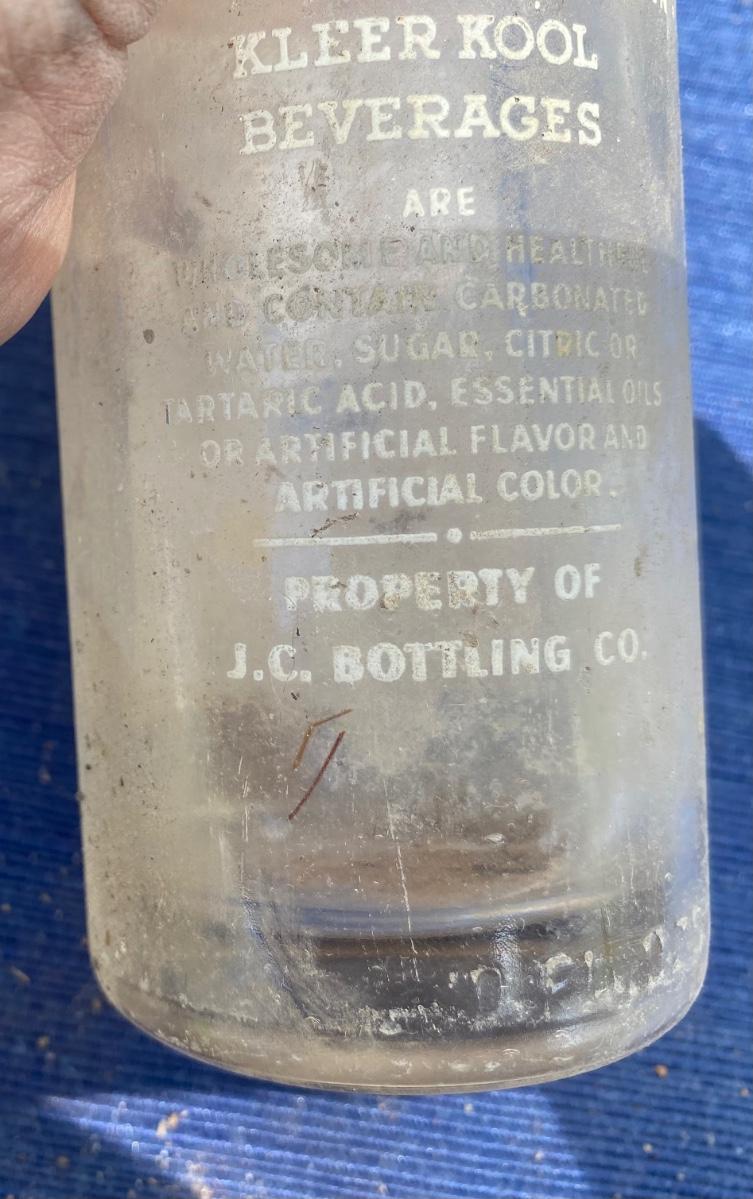 KLEER KOOL
BEVERAGES
ARE
WHOLESOME AND HEALTHFUL
AND CONTAIN CARBONATED
WATER, SUGAR, CITRIC OR
TARTARIC ACID, ESSENTIAL OILS
OR ARTIFICIAL FLAVOR AND
ARTIFICIAL COLOR.
PROPERTY OF
J.C. BOTTLING CO.